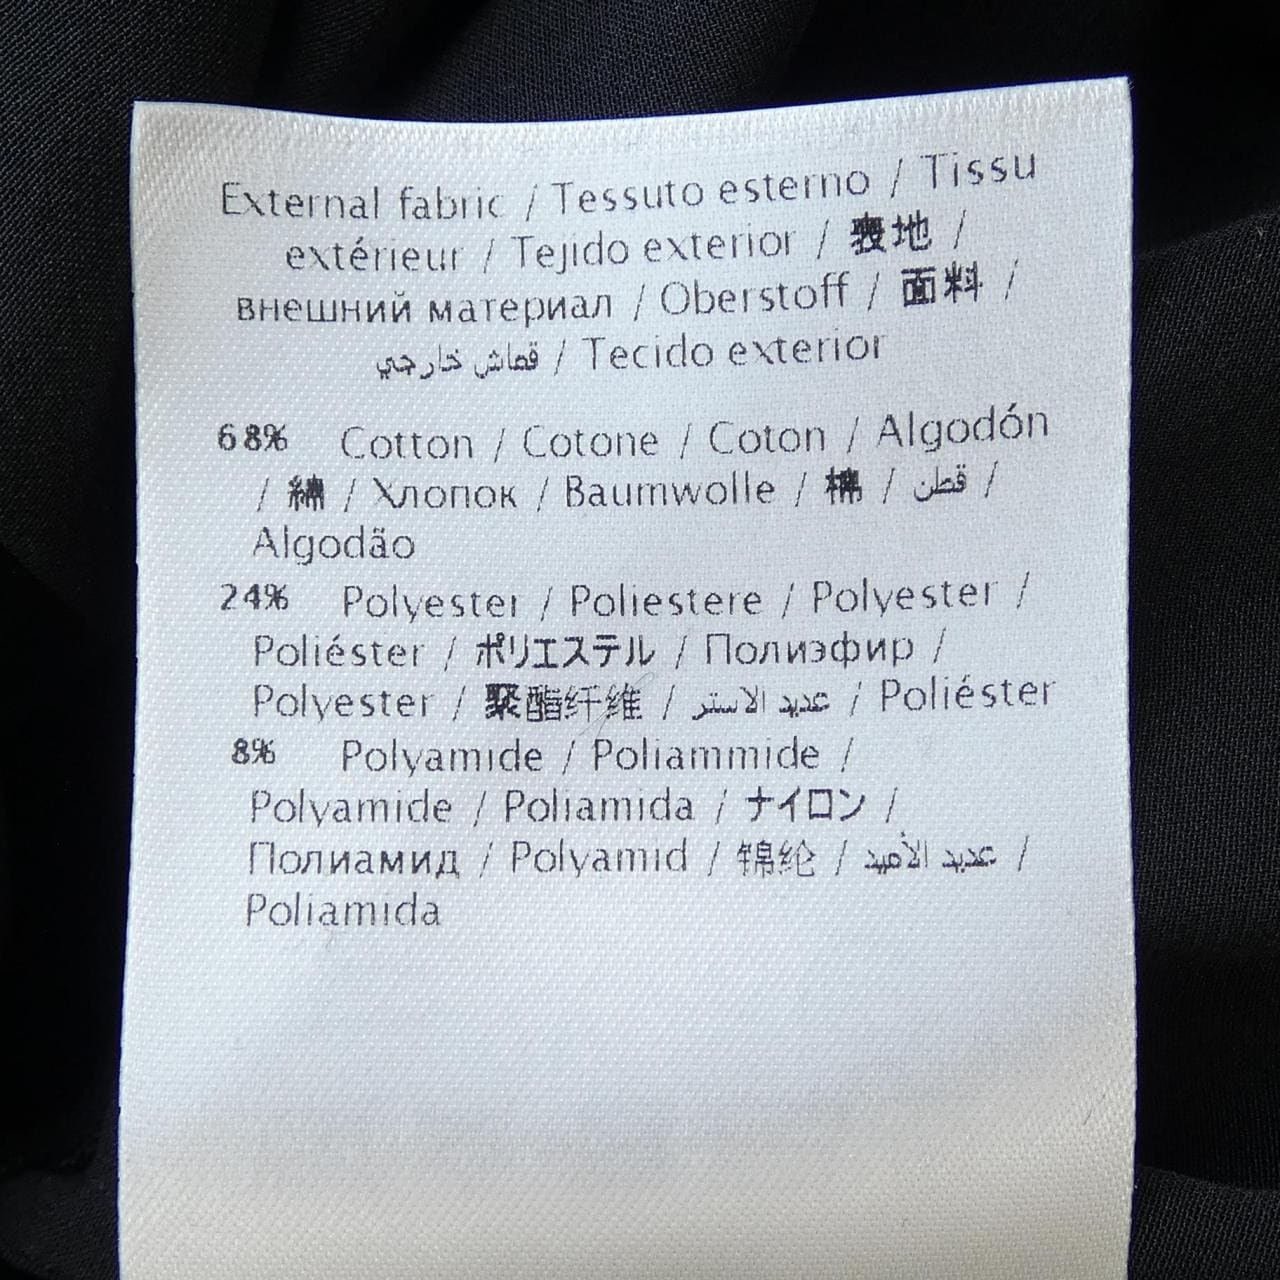 External fabric / Tessuto esterno / Tissu
extérieur / Tejido exterior / 表地 /
внешний материал / Oberstoff / 面料 /
قماش خارجي / Tecido exterior
68% Cotton / Cotone / Coton / Algodón
/ 綿 / Хлопок / Baumwolle / 棉 / قطن /
Algodão
24% Polyester / Poliestere / Polyester /
Poliéster / ポリエステル / Полиэфир /
Polyester / 聚酯纤维 / عديد الاستر / Poliéster
8% Polyamide / Poliammide /
Polyamide / Poliamida / ナイロン /
Полиамид / Polyamid / 锦纶 / عديد الأميد /
Poliamida